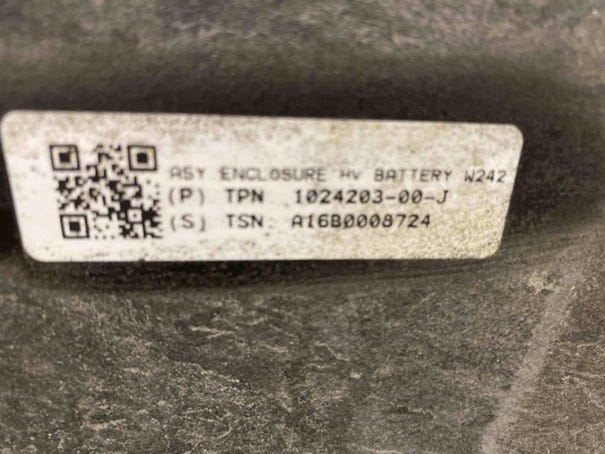 ASY ENCLOSURE HV BATTERY W242
(P) TPN 1024203-00-J
(S) TSN A16B0008724